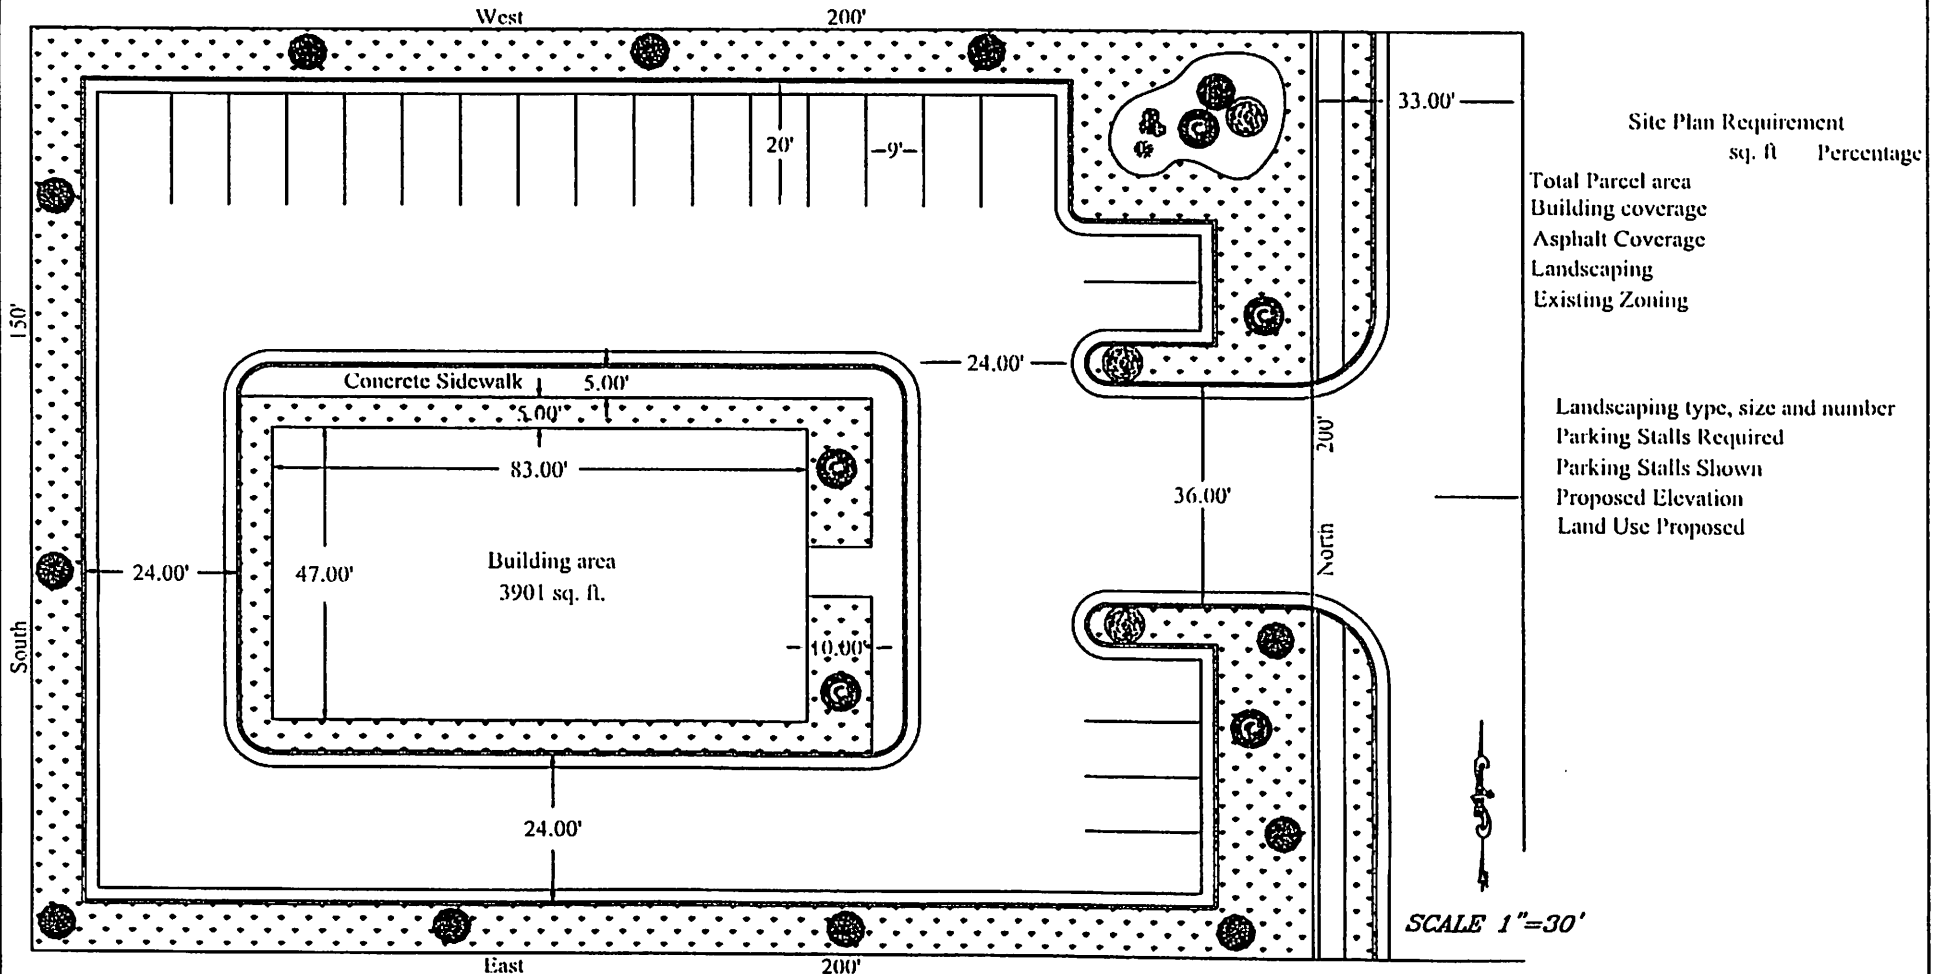 West 200'
33.00'
Site Plan Requirement
sq. ft Percentage
Total Parcel area
Building coverage
Asphalt Coverage
Landscaping
Existing Zoning
20'
9'
150'
South
24.00'
Concrete Sidewalk 5.00'
5.00'
83.00'
47.00'
Building area
3901 sq. ft.
10.00'
24.00'
24.00'
36.00'
200'
North
Landscaping type, size and number
Parking Stalls Required
Parking Stalls Shown
Proposed Elevation
Land Use Proposed
SCALE 1"=30'
East 200'